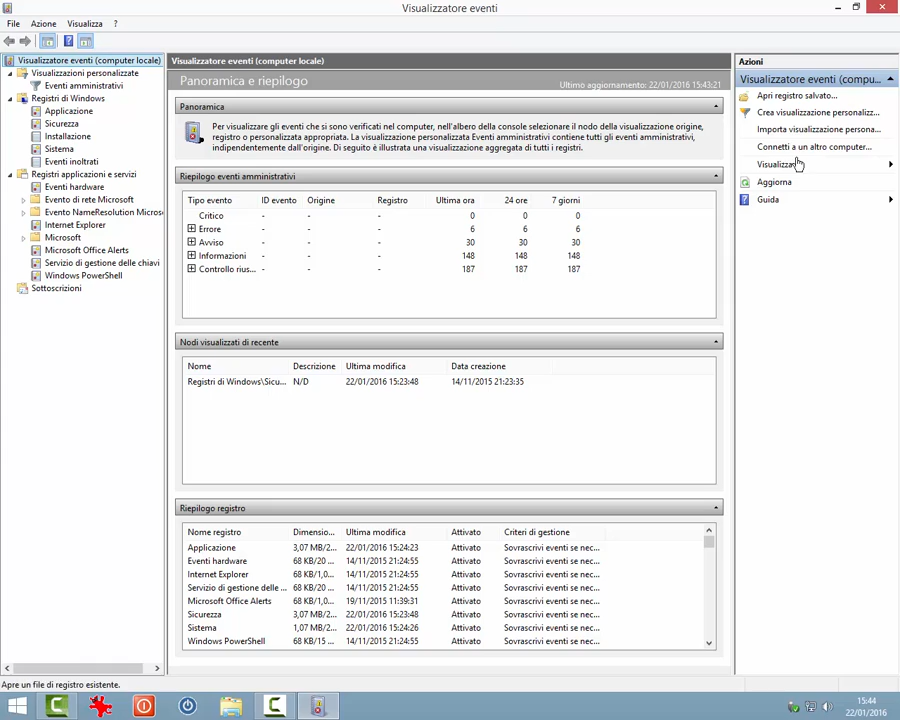 Visualizzatore eventi
File Azione Visualizza ?
Visualizzatore eventi (computer locale)
Visualizzazioni personalizzate
Eventi amministrativi
Registri di Windows
Applicazione
Sicurezza
Installazione
Sistema
Eventi inoltrati
Registri applicazioni e servizi
Eventi hardware
Evento di rete Microsoft
Evento NameResolution Micros
Internet Explorer
Microsoft
Microsoft Office Alerts
Servizio di gestione delle chiavi
Windows PowerShell
Sottoscrizioni
Visualizzatore eventi (computer locale)
Panoramica e riepilogo
Ultimo aggiornamento: 22/01/2016 15:43:21
Panoramica
Per visualizzare gli eventi che si sono verificati nel computer, nell'albero della console selezionare il nodo della visualizzazione origine,
registro o personalizzata appropriata. La visualizzazione personalizzata Eventi amministrativi contiene tutti gli eventi amministrativi,
indipendentemente dall'origine. Di seguito è illustrata una visualizzazione aggregata di tutti i registri.
Riepilogo eventi amministrativi
Tipo evento ID evento Origine Registro Ultima ora 24 ore 7 giorni
Critico - - - 0 0 0
Errore - - - 6 6 6
Avviso - - - 30 30 30
Informazioni - - - 148 148 148
Controllo rius... - - - 187 187 187
Nodi visualizzati di recente
Nome Descrizione Ultima modifica Data creazione
Registri di Windows\Sicu... N/D 22/01/2016 15:23:48 14/11/2015 21:23:35
Riepilogo registro
Nome registro Dimensio... Ultima modifica Attivato Criteri di gestione
Applicazione 3,07 MB/2... 22/01/2016 15:24:23 Attivato Sovrascrivi eventi se nec...
Eventi hardware 68 KB/20 ... 14/11/2015 21:24:55 Attivato Sovrascrivi eventi se nec...
Internet Explorer 68 KB/1,0... 14/11/2015 21:24:55 Attivato Sovrascrivi eventi se nec...
Servizio di gestione delle ... 68 KB/20 ... 14/11/2015 21:24:55 Attivato Sovrascrivi eventi se nec...
Microsoft Office Alerts 68 KB/1,0... 19/11/2015 11:39:31 Attivato Sovrascrivi eventi se nec...
Sicurezza 3,07 MB/2... 22/01/2016 15:23:48 Attivato Sovrascrivi eventi se nec...
Sistema 1,07 MB/2... 22/01/2016 15:24:26 Attivato Sovrascrivi eventi se nec...
Windows PowerShell 68 KB/15 ... 14/11/2015 21:24:55 Attivato Sovrascrivi eventi se nec...
Azioni
Visualizzatore eventi (compu...
Apri registro salvato...
Crea visualizzazione personalizz...
Importa visualizzazione persona...
Connetti a un altro computer...
Visualizza
Aggiorna
Guida
Apre un file di registro esistente.
15:44
22/01/2016